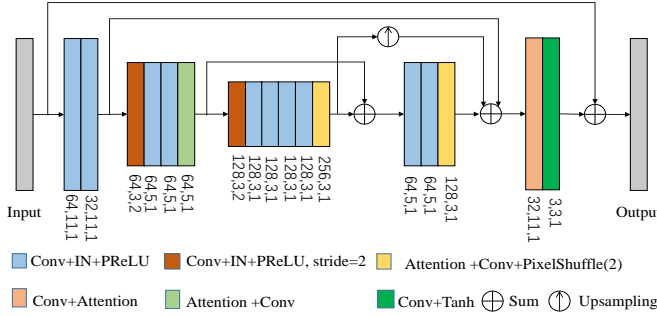 64,11,1
32,11,1
64,3,2
64,5,1
64,5,1
64,5,1
128,3,2
128,3,1
128,3,1
128,3,1
128,3,1
256,3,1
64,5,1
64,5,1
128,3,1
32,11,1
3,3,1
Input
Output
Conv+IN+PReLU
Conv+IN+PReLU, stride=2
Attention +Conv+PixelShuffle(2)
Conv+Attention
Attention +Conv
Conv+Tanh
Sum
Upsampling